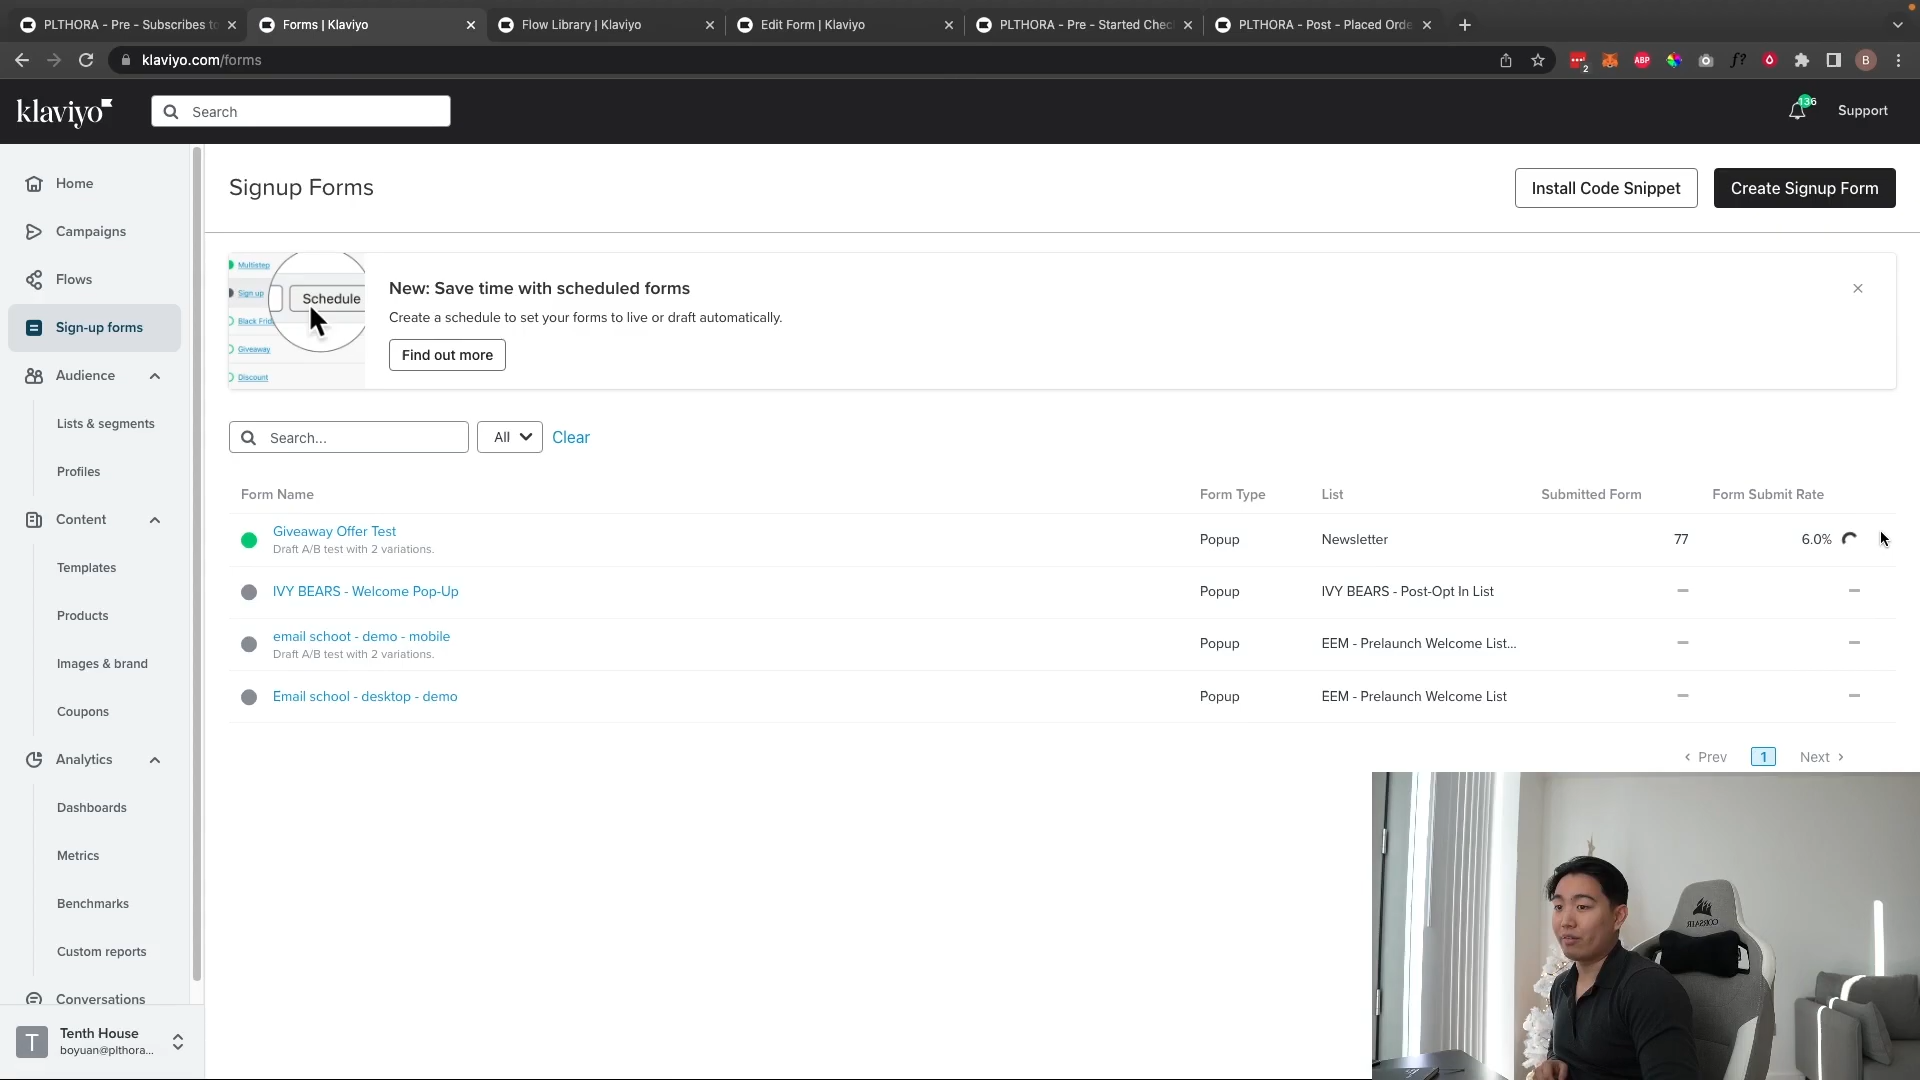 PLTHORA - Pre - Subscribes to
Forms | Klaviyo
Flow Library | Klaviyo
Edit Form | Klaviyo
PLTHORA - Pre - Started Chec
PLTHORA - Post - Placed Orde
klaviyo.com/forms
2
ABP
f?
B
klaviyo
Search
136
Support
Home
Campaigns
Flows
Sign-up forms
Audience
Lists & segments
Profiles
Content
Templates
Products
Images & brand
Coupons
Analytics
Dashboards
Metrics
Benchmarks
Custom reports
Conversations
T
Tenth House
boyuan@plthora...
Signup Forms
Install Code Snippet
Create Signup Form
Multistep
Sign up
Schedule
Black Frid
Giveaway
Discount
New: Save time with scheduled forms
Create a schedule to set your forms to live or draft automatically.
Find out more
Search...
All
Clear
Form Name Form Type List Submitted Form Form Submit Rate
Giveaway Offer Test Popup Newsletter 77 6.0%
Draft A/B test with 2 variations.
IVY BEARS - Welcome Pop-Up Popup IVY BEARS - Post-Opt In List
email schoot - demo - mobile Popup EEM - Prelaunch Welcome List...
Draft A/B test with 2 variations.
Email school - desktop - demo Popup EEM - Prelaunch Welcome List
Prev 1 Next
CORSAIR